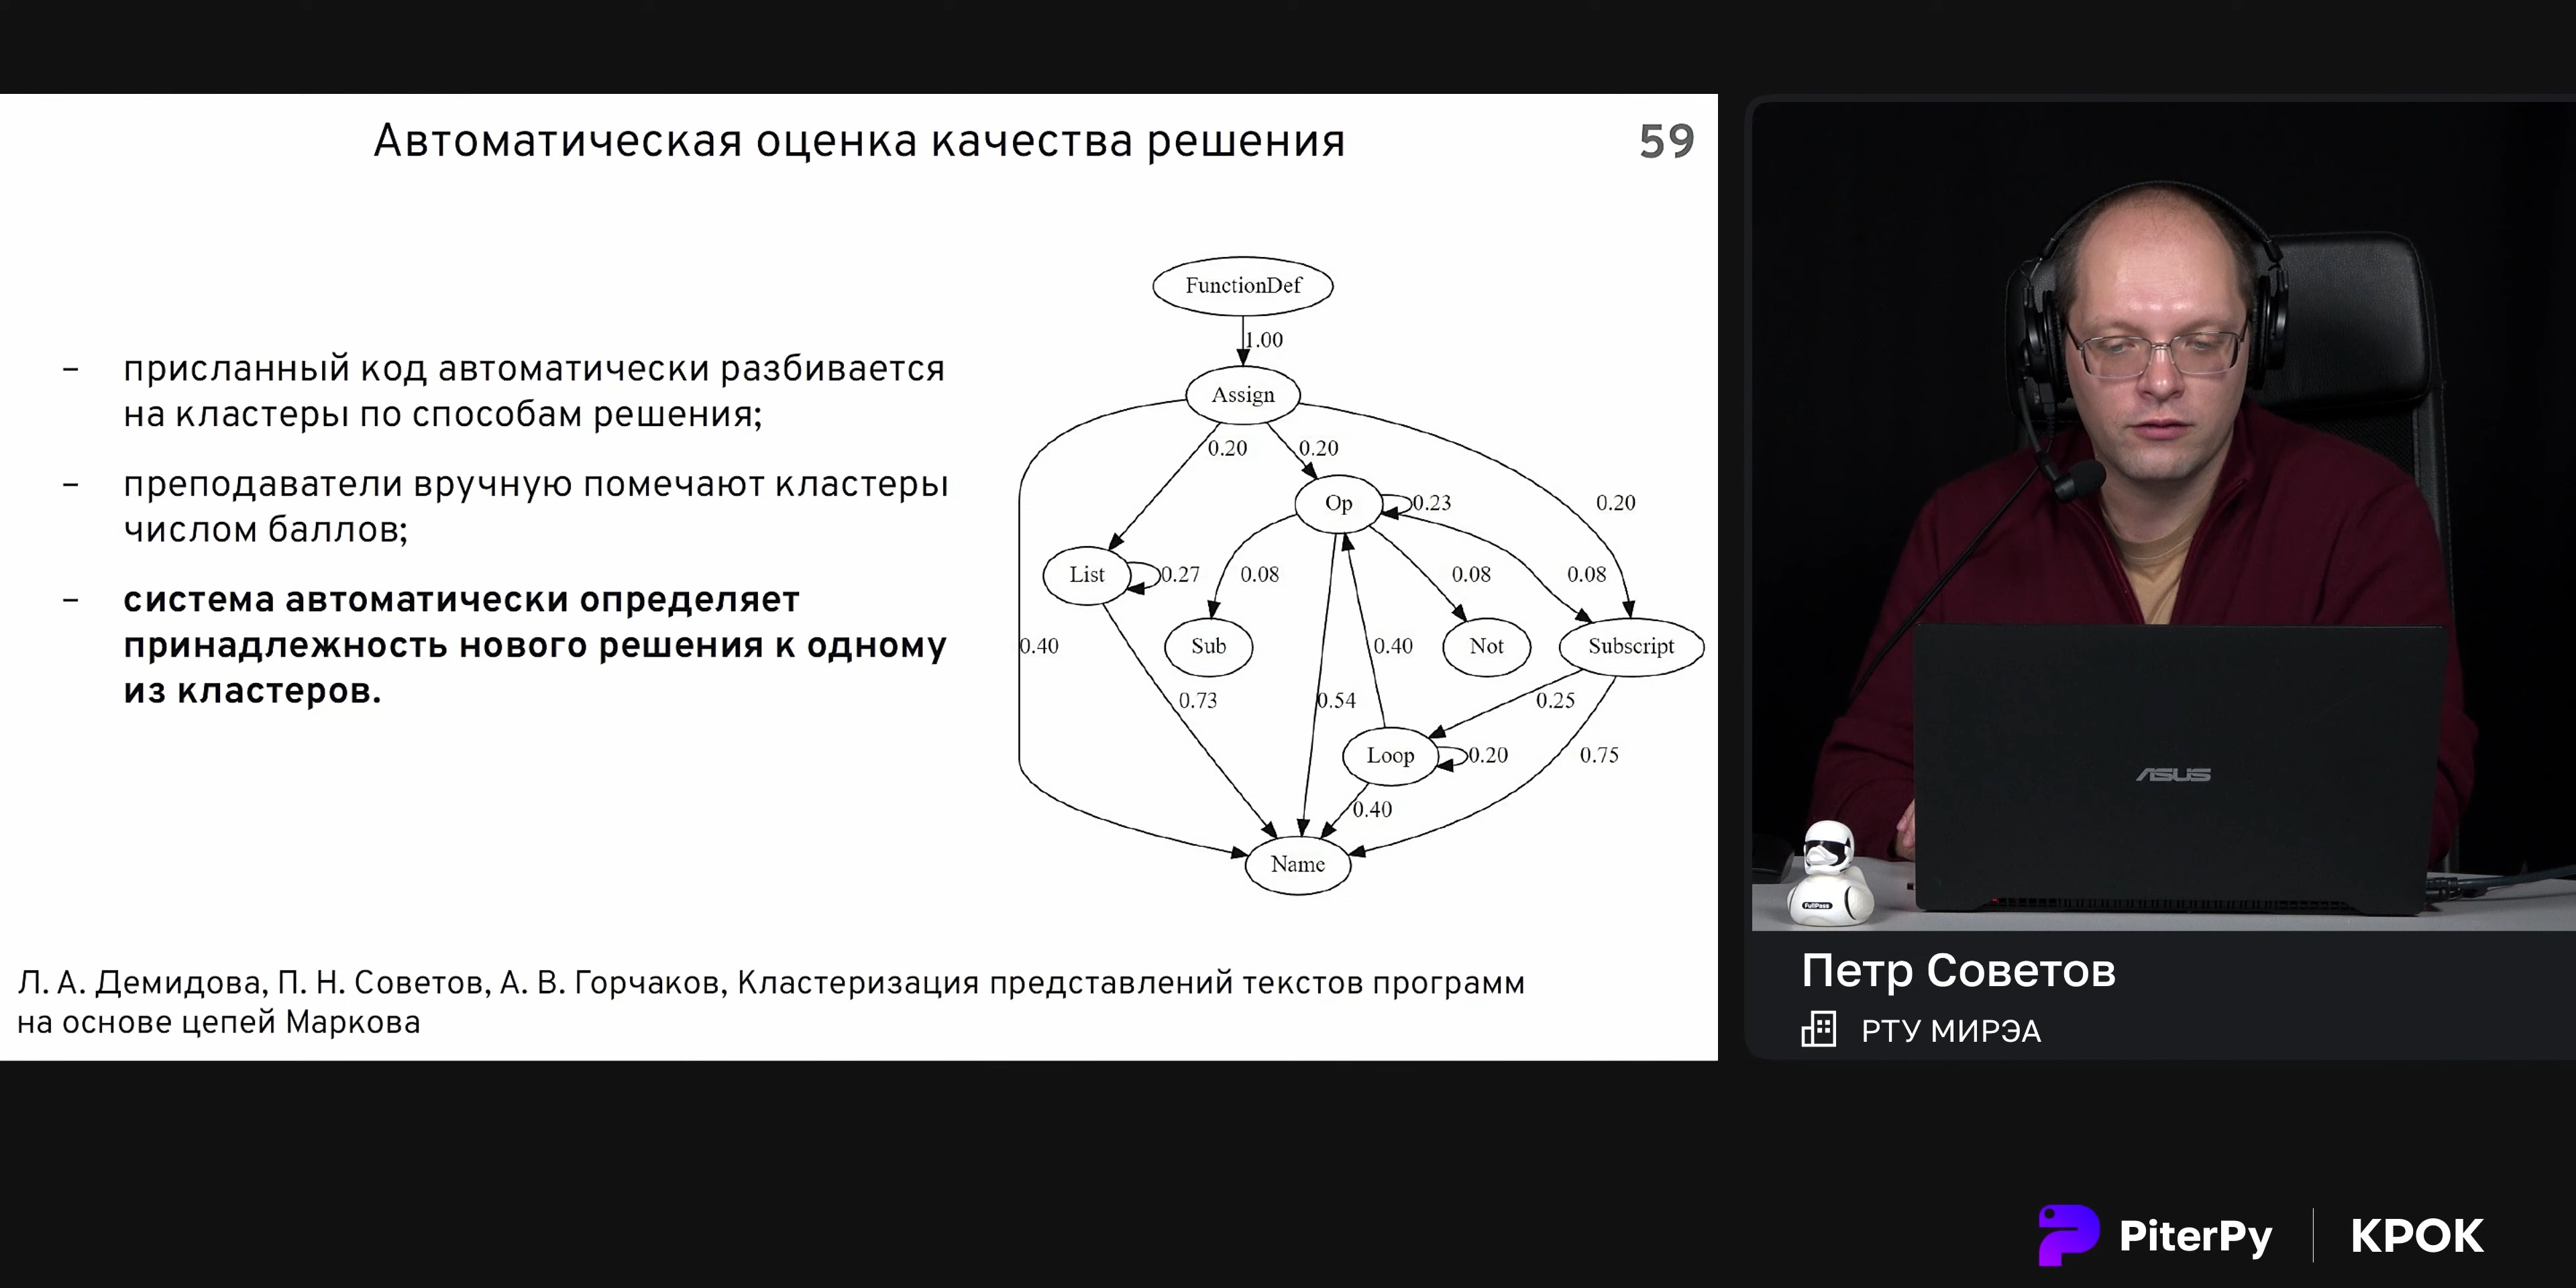 Автоматическая оценка качества решения
59
– присланный код автоматически разбивается
на кластеры по способам решения;
– преподаватели вручную помечают кластеры
числом баллов;
– система автоматически определяет
принадлежность нового решения к одному
из кластеров.
FunctionDef
1.00
Assign
0.20
0.20
Op
0.23
0.20
List
0.27
0.08
0.08
0.08
0.40
Sub
0.40
Not
Subscript
0.73
0.54
0.25
Loop
0.20
0.75
0.40
Name
Л. А. Демидова, П. Н. Советов, А. В. Горчаков, Кластеризация представлений текстов программ
на основе цепей Маркова
ASUS
FullPass
Петр Советов
РТУ МИРЭА
PiterPy
КРОК